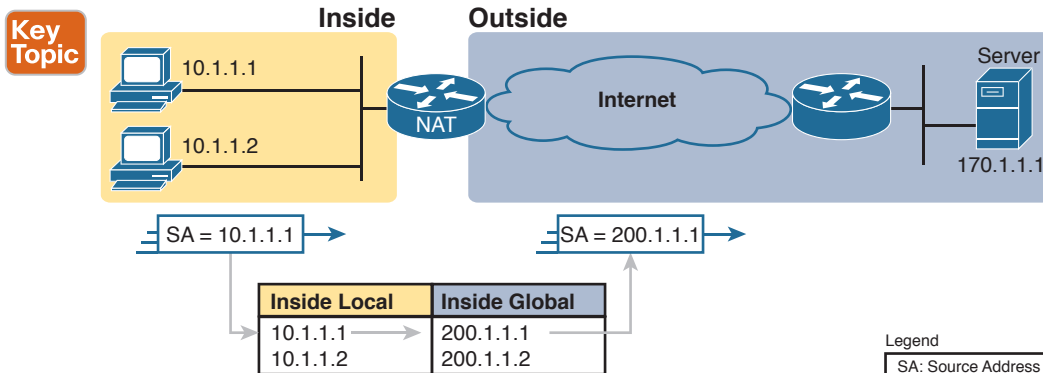 Key
Topic
Inside
Outside
10.1.1.1
10.1.1.2
NAT
Internet
Server
170.1.1.1
SA = 10.1.1.1
SA = 200.1.1.1
Inside Local Inside Global
10.1.1.1 200.1.1.1
10.1.1.2 200.1.1.2
Legend
SA: Source Address